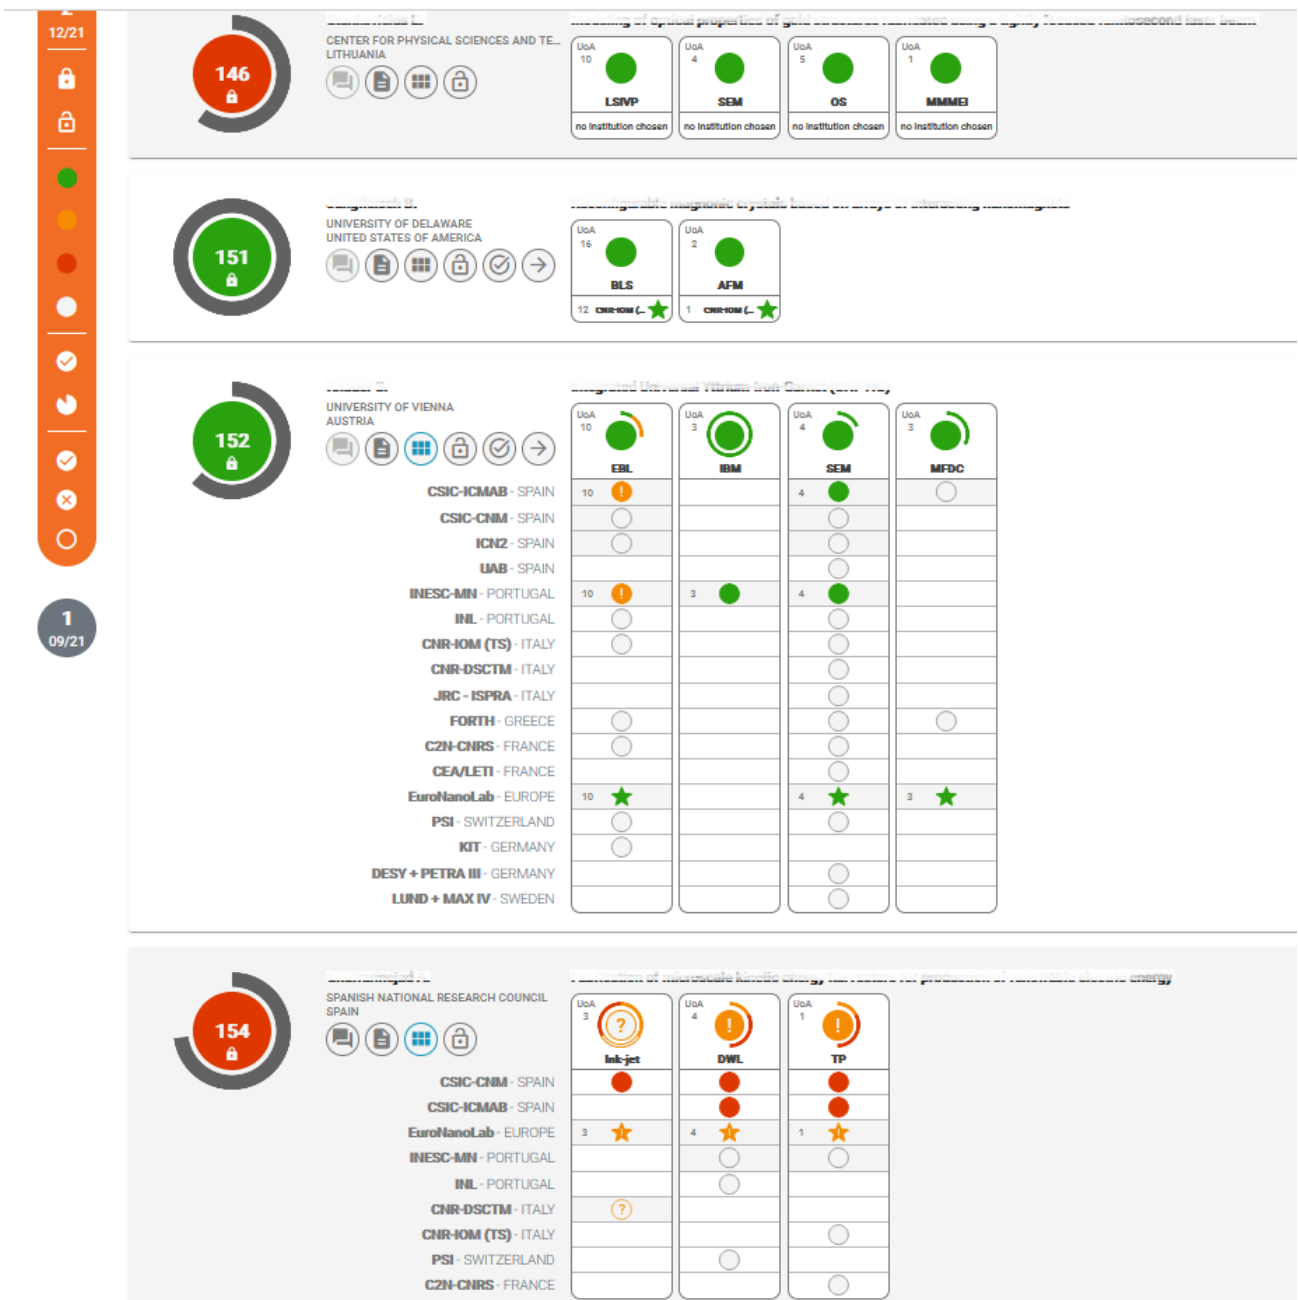 12/21
146
CENTER FOR PHYSICAL SCIENCES AND TE...
LITHUANIA
UoA 10 LSIVP no institution chosen
UoA 4 SEM no institution chosen
UoA 5 OS no institution chosen
UoA 1 MMMEI no institution chosen
151
UNIVERSITY OF DELAWARE
UNITED STATES OF AMERICA
UoA 16 BLS 12 CNR-IOM (...
UoA 2 AFM 1 CNR-IOM (...
152
UNIVERSITY OF VIENNA
AUSTRIA
UoA 10 EBL
UoA 3 IBM
UoA 4 SEM
UoA 3 MFDC
CSIC-ICMAB - SPAIN 10 ! 4
CSIC-CNM - SPAIN
ICN2 - SPAIN
UAB - SPAIN
INESC-MN - PORTUGAL 10 ! 3 4
INL - PORTUGAL
CNR-IOM (TS) - ITALY
CNR-DSCTM - ITALY
JRC - ISPRA - ITALY
FORTH - GREECE
C2N-CNRS - FRANCE
CEA/LETI - FRANCE
EuroNanoLab - EUROPE 10 4 3
PSI - SWITZERLAND
KIT - GERMANY
DESY + PETRA III - GERMANY
LUND + MAX IV - SWEDEN
1
09/21
154
SPANISH NATIONAL RESEARCH COUNCIL
SPAIN
UoA 3 ? Ink-jet
UoA 4 ! DWL
UoA 1 ! TP
CSIC-CNM - SPAIN
CSIC-ICMAB - SPAIN
EuroNanoLab - EUROPE 3 ! 4 ! 1 !
INESC-MN - PORTUGAL
INL - PORTUGAL
CNR-DSCTM - ITALY ?
CNR-IOM (TS) - ITALY
PSI - SWITZERLAND
C2N-CNRS - FRANCE